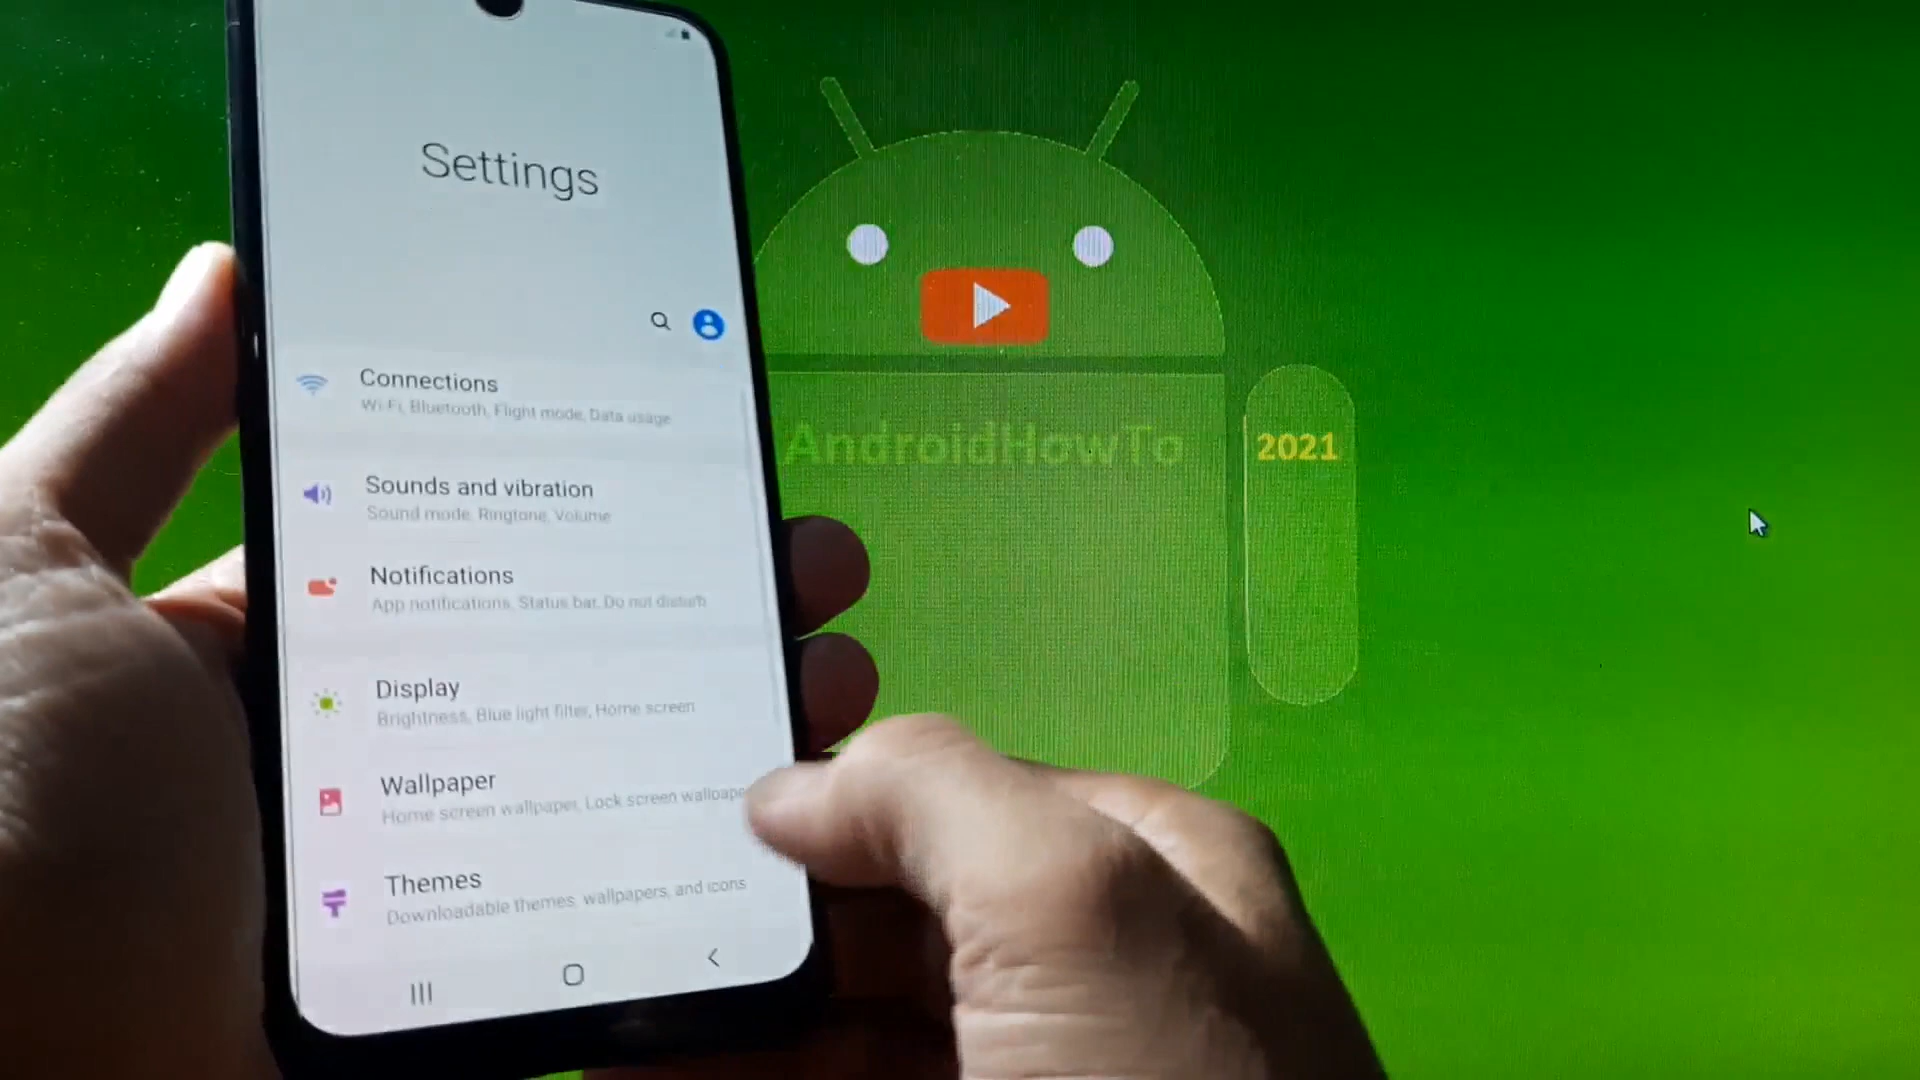 Settings
Connections
Wi-Fi, Bluetooth, Flight mode, Data usage
Sounds and vibration
Sound mode, Ringtone, Volume
Notifications
App notifications, Status bar, Do not disturb
Display
Brightness, Blue light filter, Home screen
Wallpaper
Home screen wallpaper, Lock screen wallpape
Themes
Downloadable themes, wallpapers, and icons
AndroidHowTo
2021